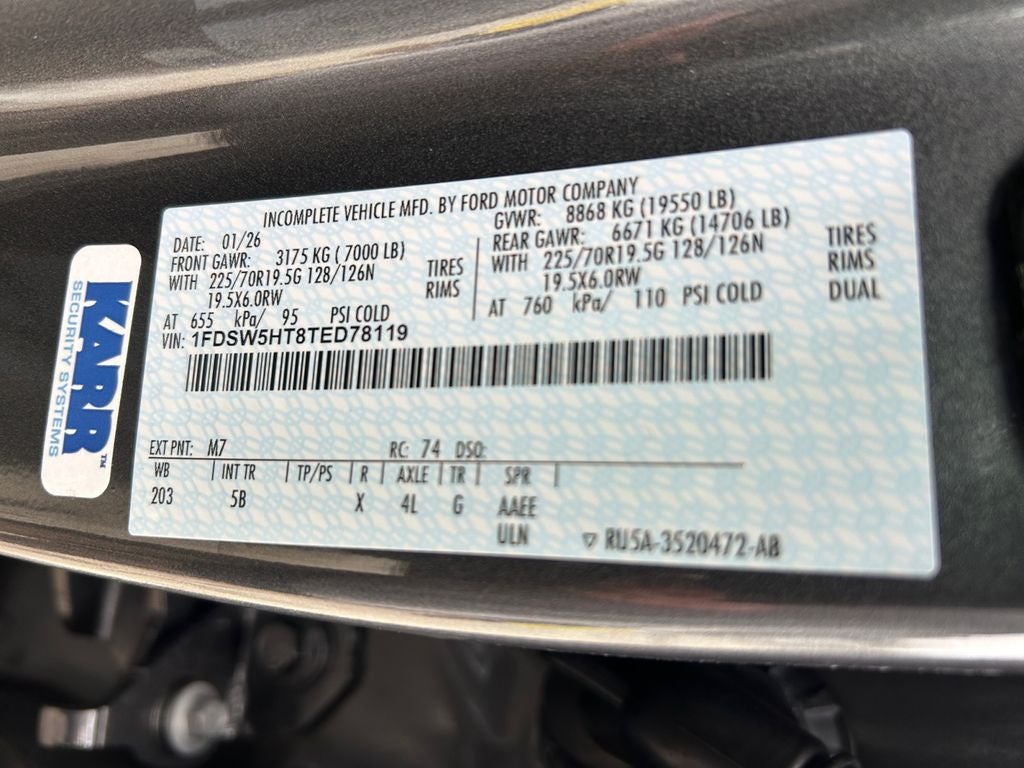 INCOMPLETE VEHICLE MFD. BY FORD MOTOR COMPANY
DATE: 01/26 GVWR: 8868 KG (19550 LB)
FRONT GAWR: 3175 KG ( 7000 LB) REAR GAWR: 6671 KG (14706 LB)
WITH 225/70R19.5G 128/126N TIRES WITH 225/70R19.5G 128/126N TIRES
19.5X6.0RW RIMS 19.5X6.0RW RIMS
AT 655 kPa/ 95 PSI COLD AT 760 kPa/ 110 PSI COLD DUAL
VIN: 1FDSW5HT8TED78119
EXT PNT: M7 RC: 74 DSO:
WB | INT TR | TP/PS | R | AXLE | TR | SPR |
203 5B X 4L G AAEE
ULN ▽ RU5A-3520472-AB
KARR™
SECURITY SYSTEMS